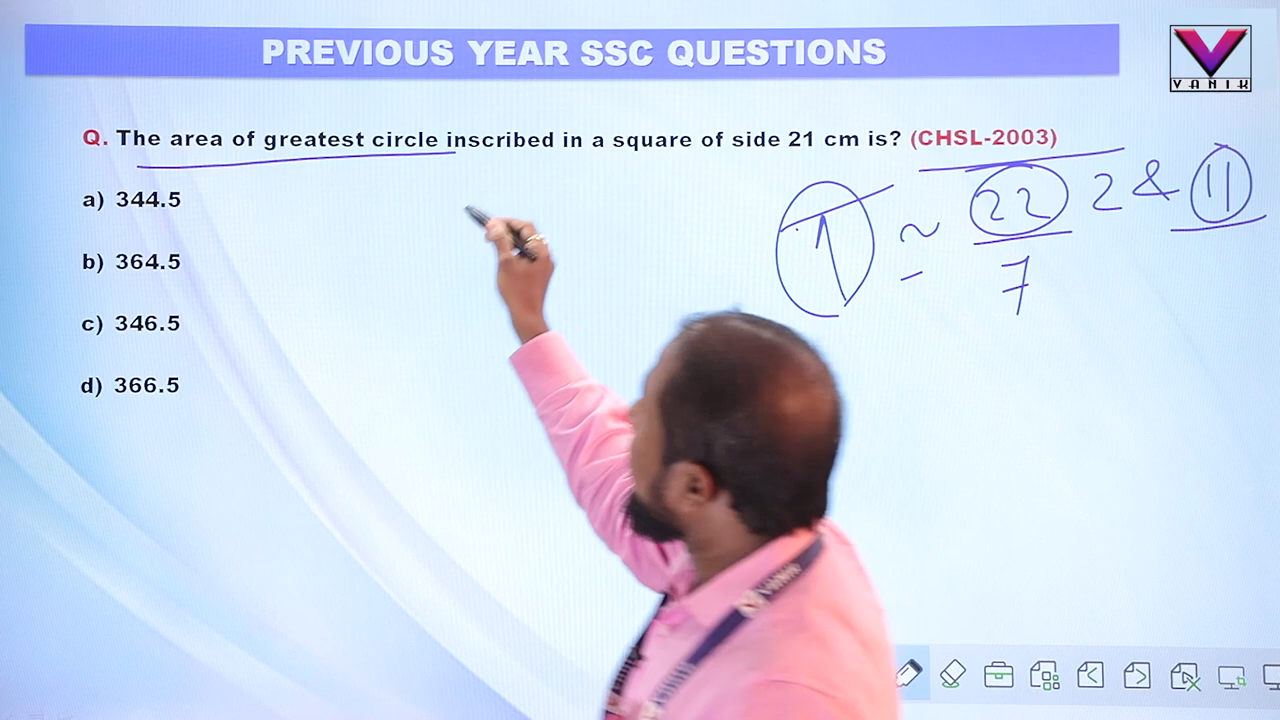 PREVIOUS YEAR SSC QUESTIONS
VANIK
Q. The area of greatest circle inscribed in a square of side 21 cm is? (CHSL-2003)
22 2 & 11
7
a) 344.5
b) 364.5
c) 346.5
d) 366.5